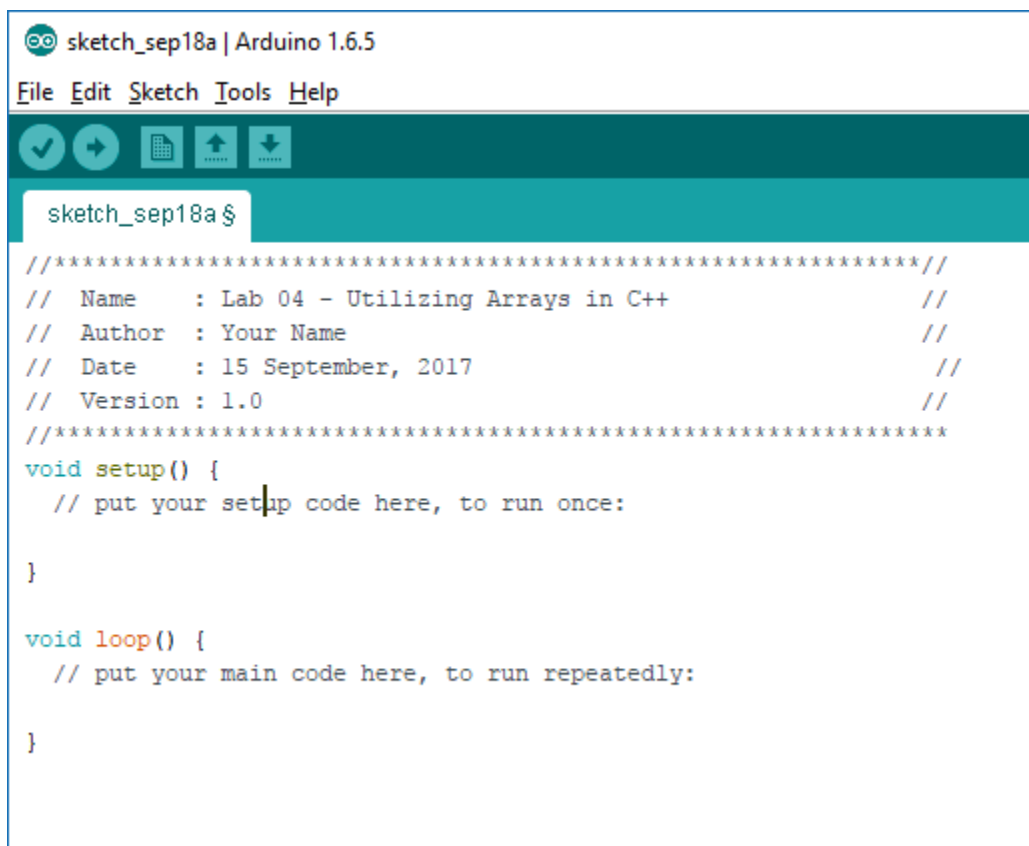 sketch_sep18a | Arduino 1.6.5
File Edit Sketch Tools Help
sketch_sep18a §
//**************************************************************//
//  Name    : Lab 04 - Utilizing Arrays in C++                  //
//  Author  : Your Name                                         //
//  Date    : 15 September, 2017                                 //
//  Version : 1.0                                               //
//****************************************************************
void setup() {
  // put your setup code here, to run once:

}

void loop() {
  // put your main code here, to run repeatedly:

}